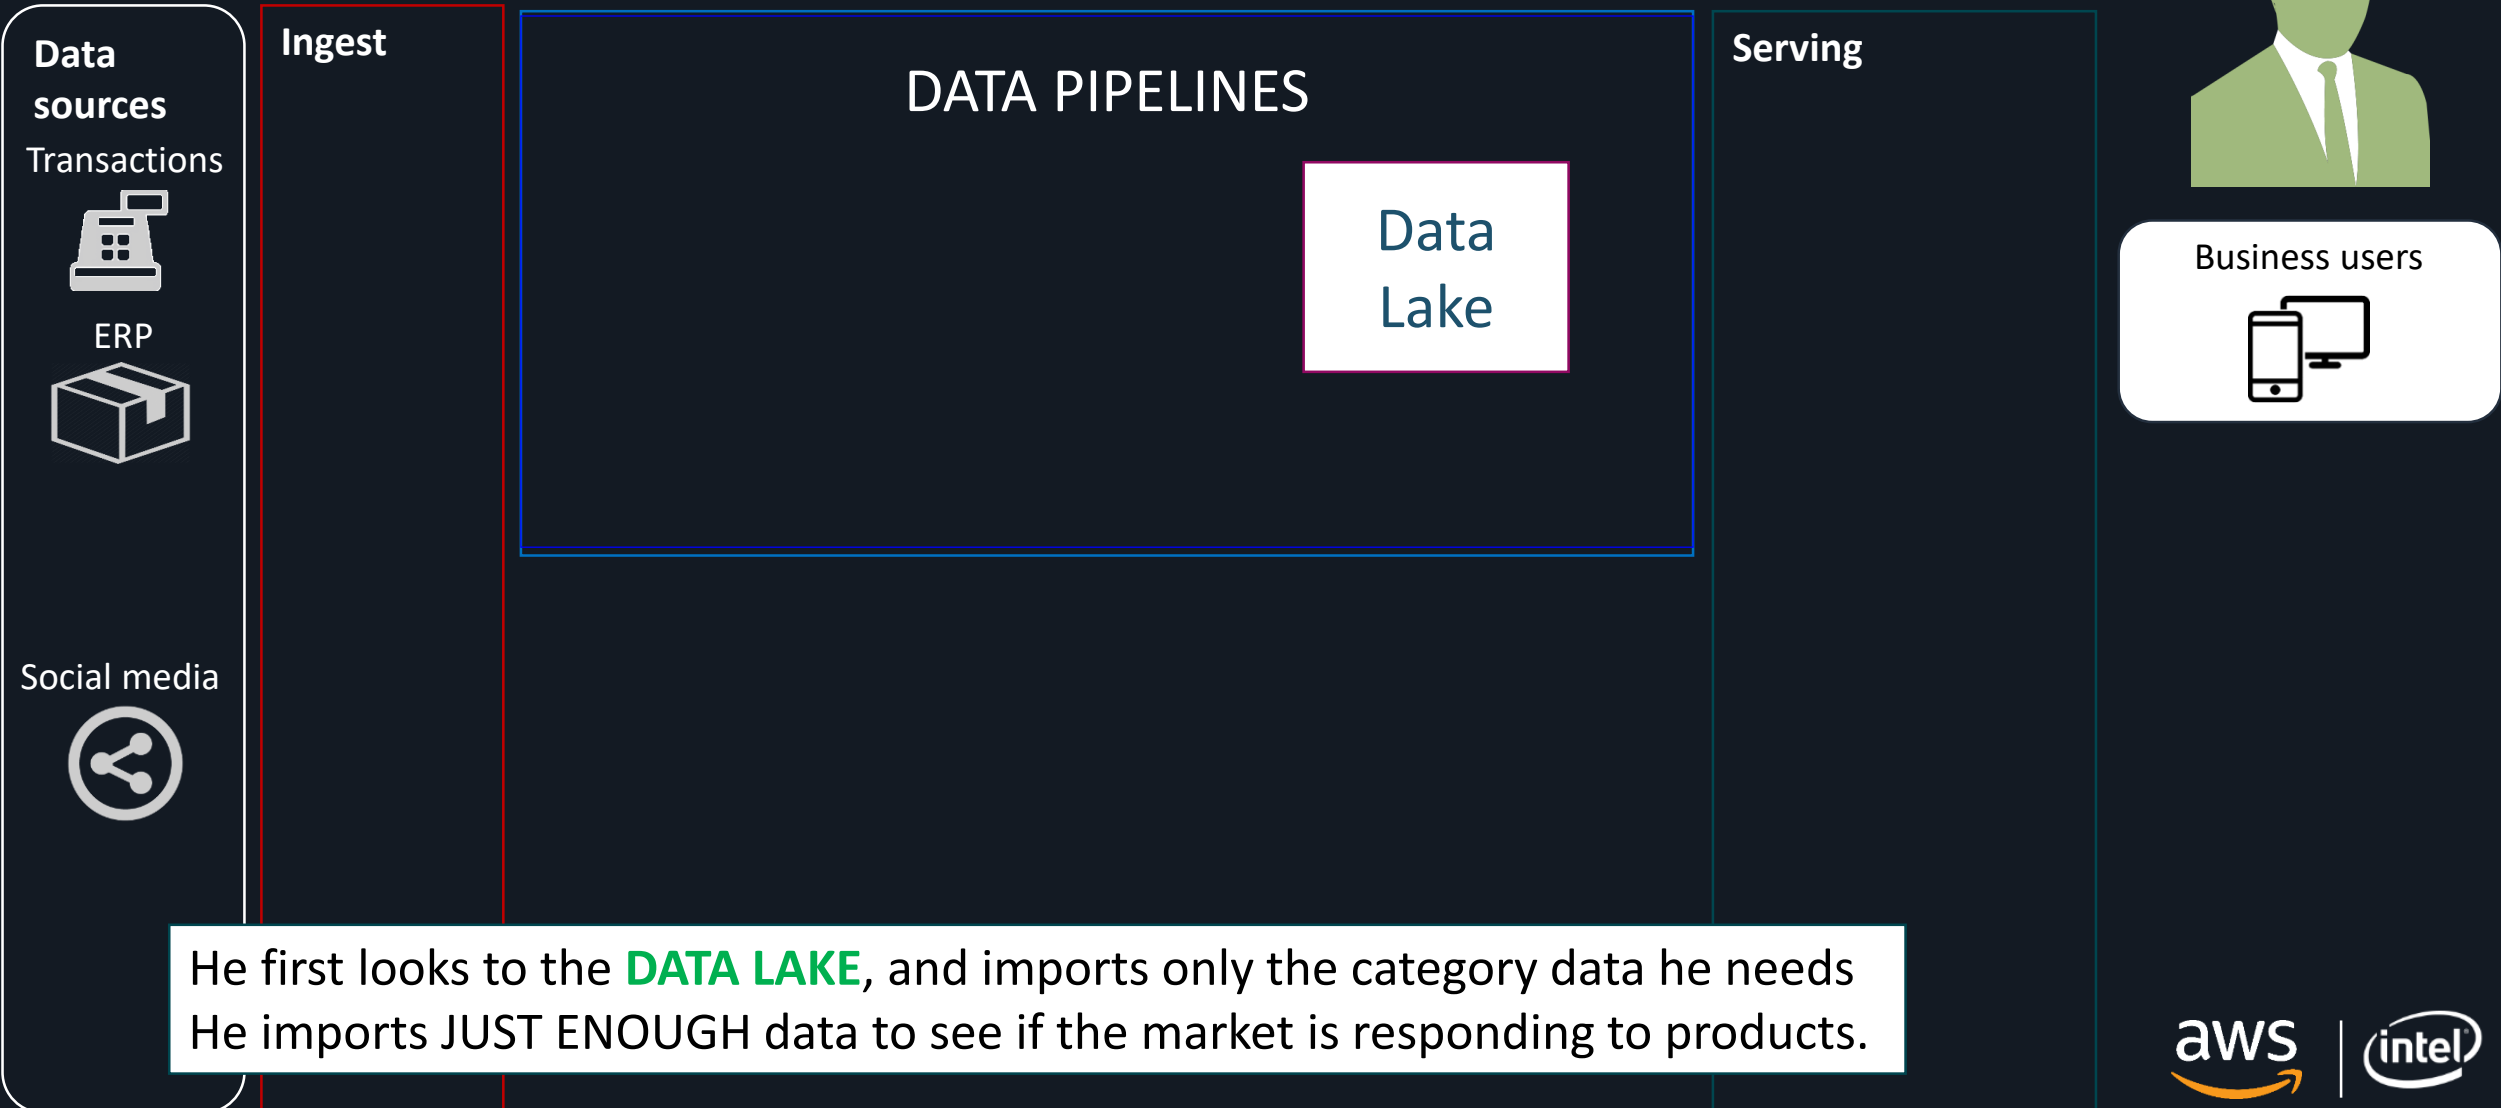 Data
sources
Transactions
ERP
Social media
Ingest
DATA PIPELINES
Data
Lake
Serving
Business users
He first looks to the DATA LAKE, and imports only the category data he needs
He imports JUST ENOUGH data to see if the market is responding to products.
aws
intel